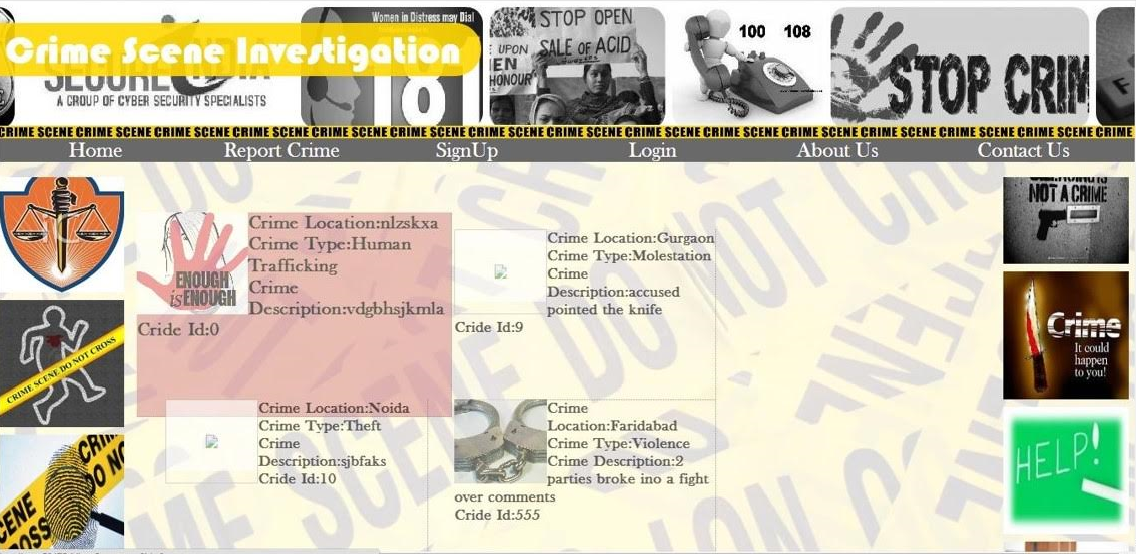 Women in Distress may Dial
Crime Scene Investigation
A GROUP OF CYBER SECURITY SPECIALISTS
STOP OPEN
SALE OF ACID
UPON
EN
HONOUR
100 108
STOP CRIM
CRIME SCENE CRIME SCENE CRIME SCENE CRIME SCENE CRIME SCENE CRIME SCENE CRIME SCENE CRIME SCENE CRIME SCENE CRIME SCENE CRIME SCENE CRIME SCENE CRIME SCENE CRIME SCENE CRIME
Home Report Crime SignUp Login About Us Contact Us
NOT A CRIME
ENOUGH
is ENOUGH
Crime Location:nlzskxa
Crime Type:Human
Trafficking
Crime
Description:vdgbhsjkmla
Cride Id:0
Crime Location:Gurgaon
Crime Type:Molestation
Crime
Description:accused
pointed the knife
Cride Id:9
CRIME SCENE DO NOT CROSS
Crime
It could
happen
to you!
Crime Location:Noida
Crime Type:Theft
Crime
Description:sjbfaks
Cride Id:10
Crime
Location:Faridabad
Crime Type:Violence
Crime Description:2
parties broke ino a fight
over comments
Cride Id:555
HELP!
SCENE DO NOT